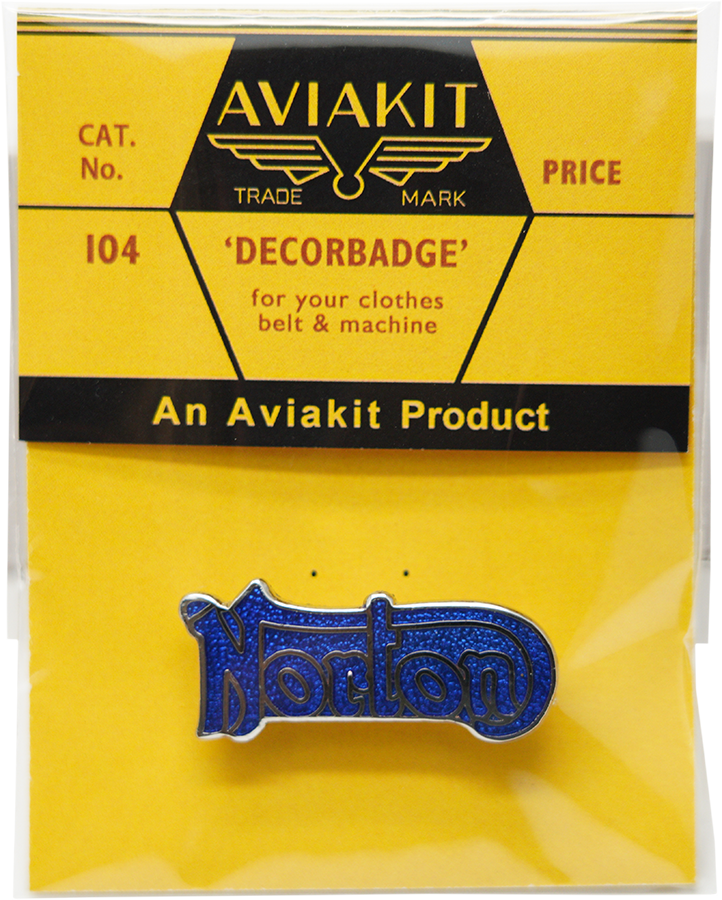 AVIAKIT
TRADE MARK
CAT.
No.
PRICE
104
'DECORBADGE'
for your clothes
belt & machine
An Aviakit Product
Norton